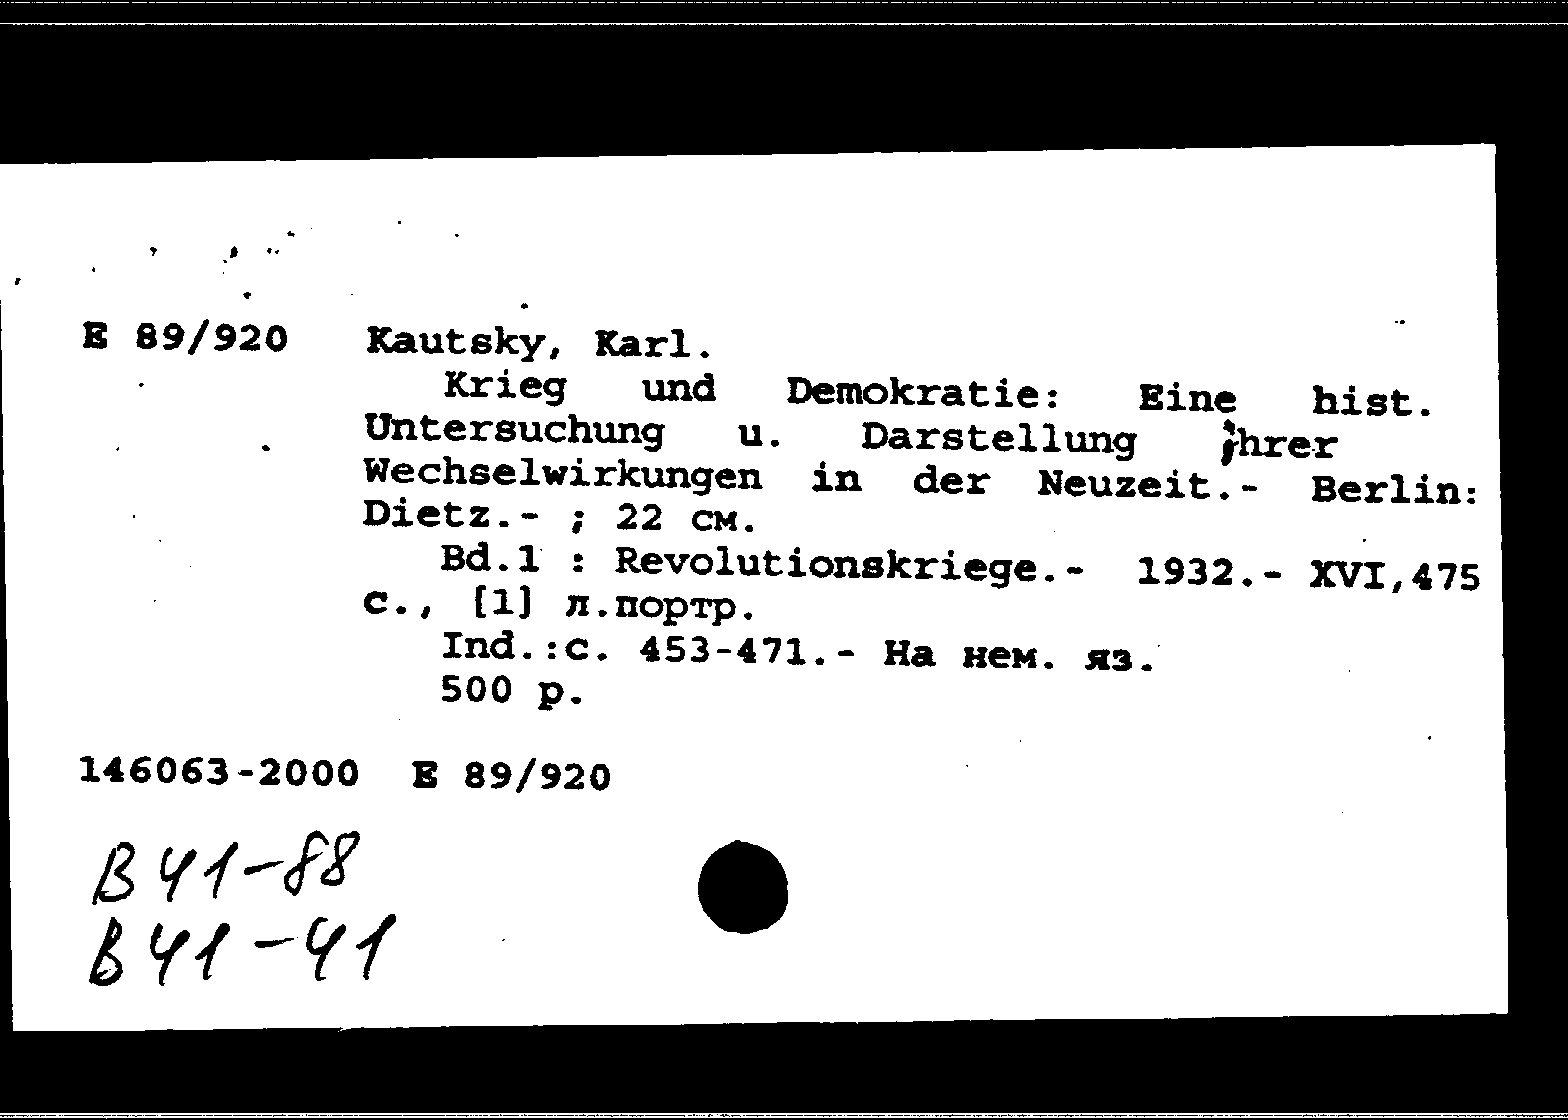 E 89/920 Kautsky, Karl.
Krieg und Demokratie: Eine hist.
Untersuchung u. Darstellung ihrer
Wechselwirkungen in der Neuzeit.- Berlin:
Dietz.- ; 22 см.
Bd.1 : Revolutionskriege.- 1932.- XVI,475
с., [1] л.портр.
Ind.:с. 453-471.- На нем. яз.
500 р.
146063-2000 E 89/920
В 41-88
В 41-41